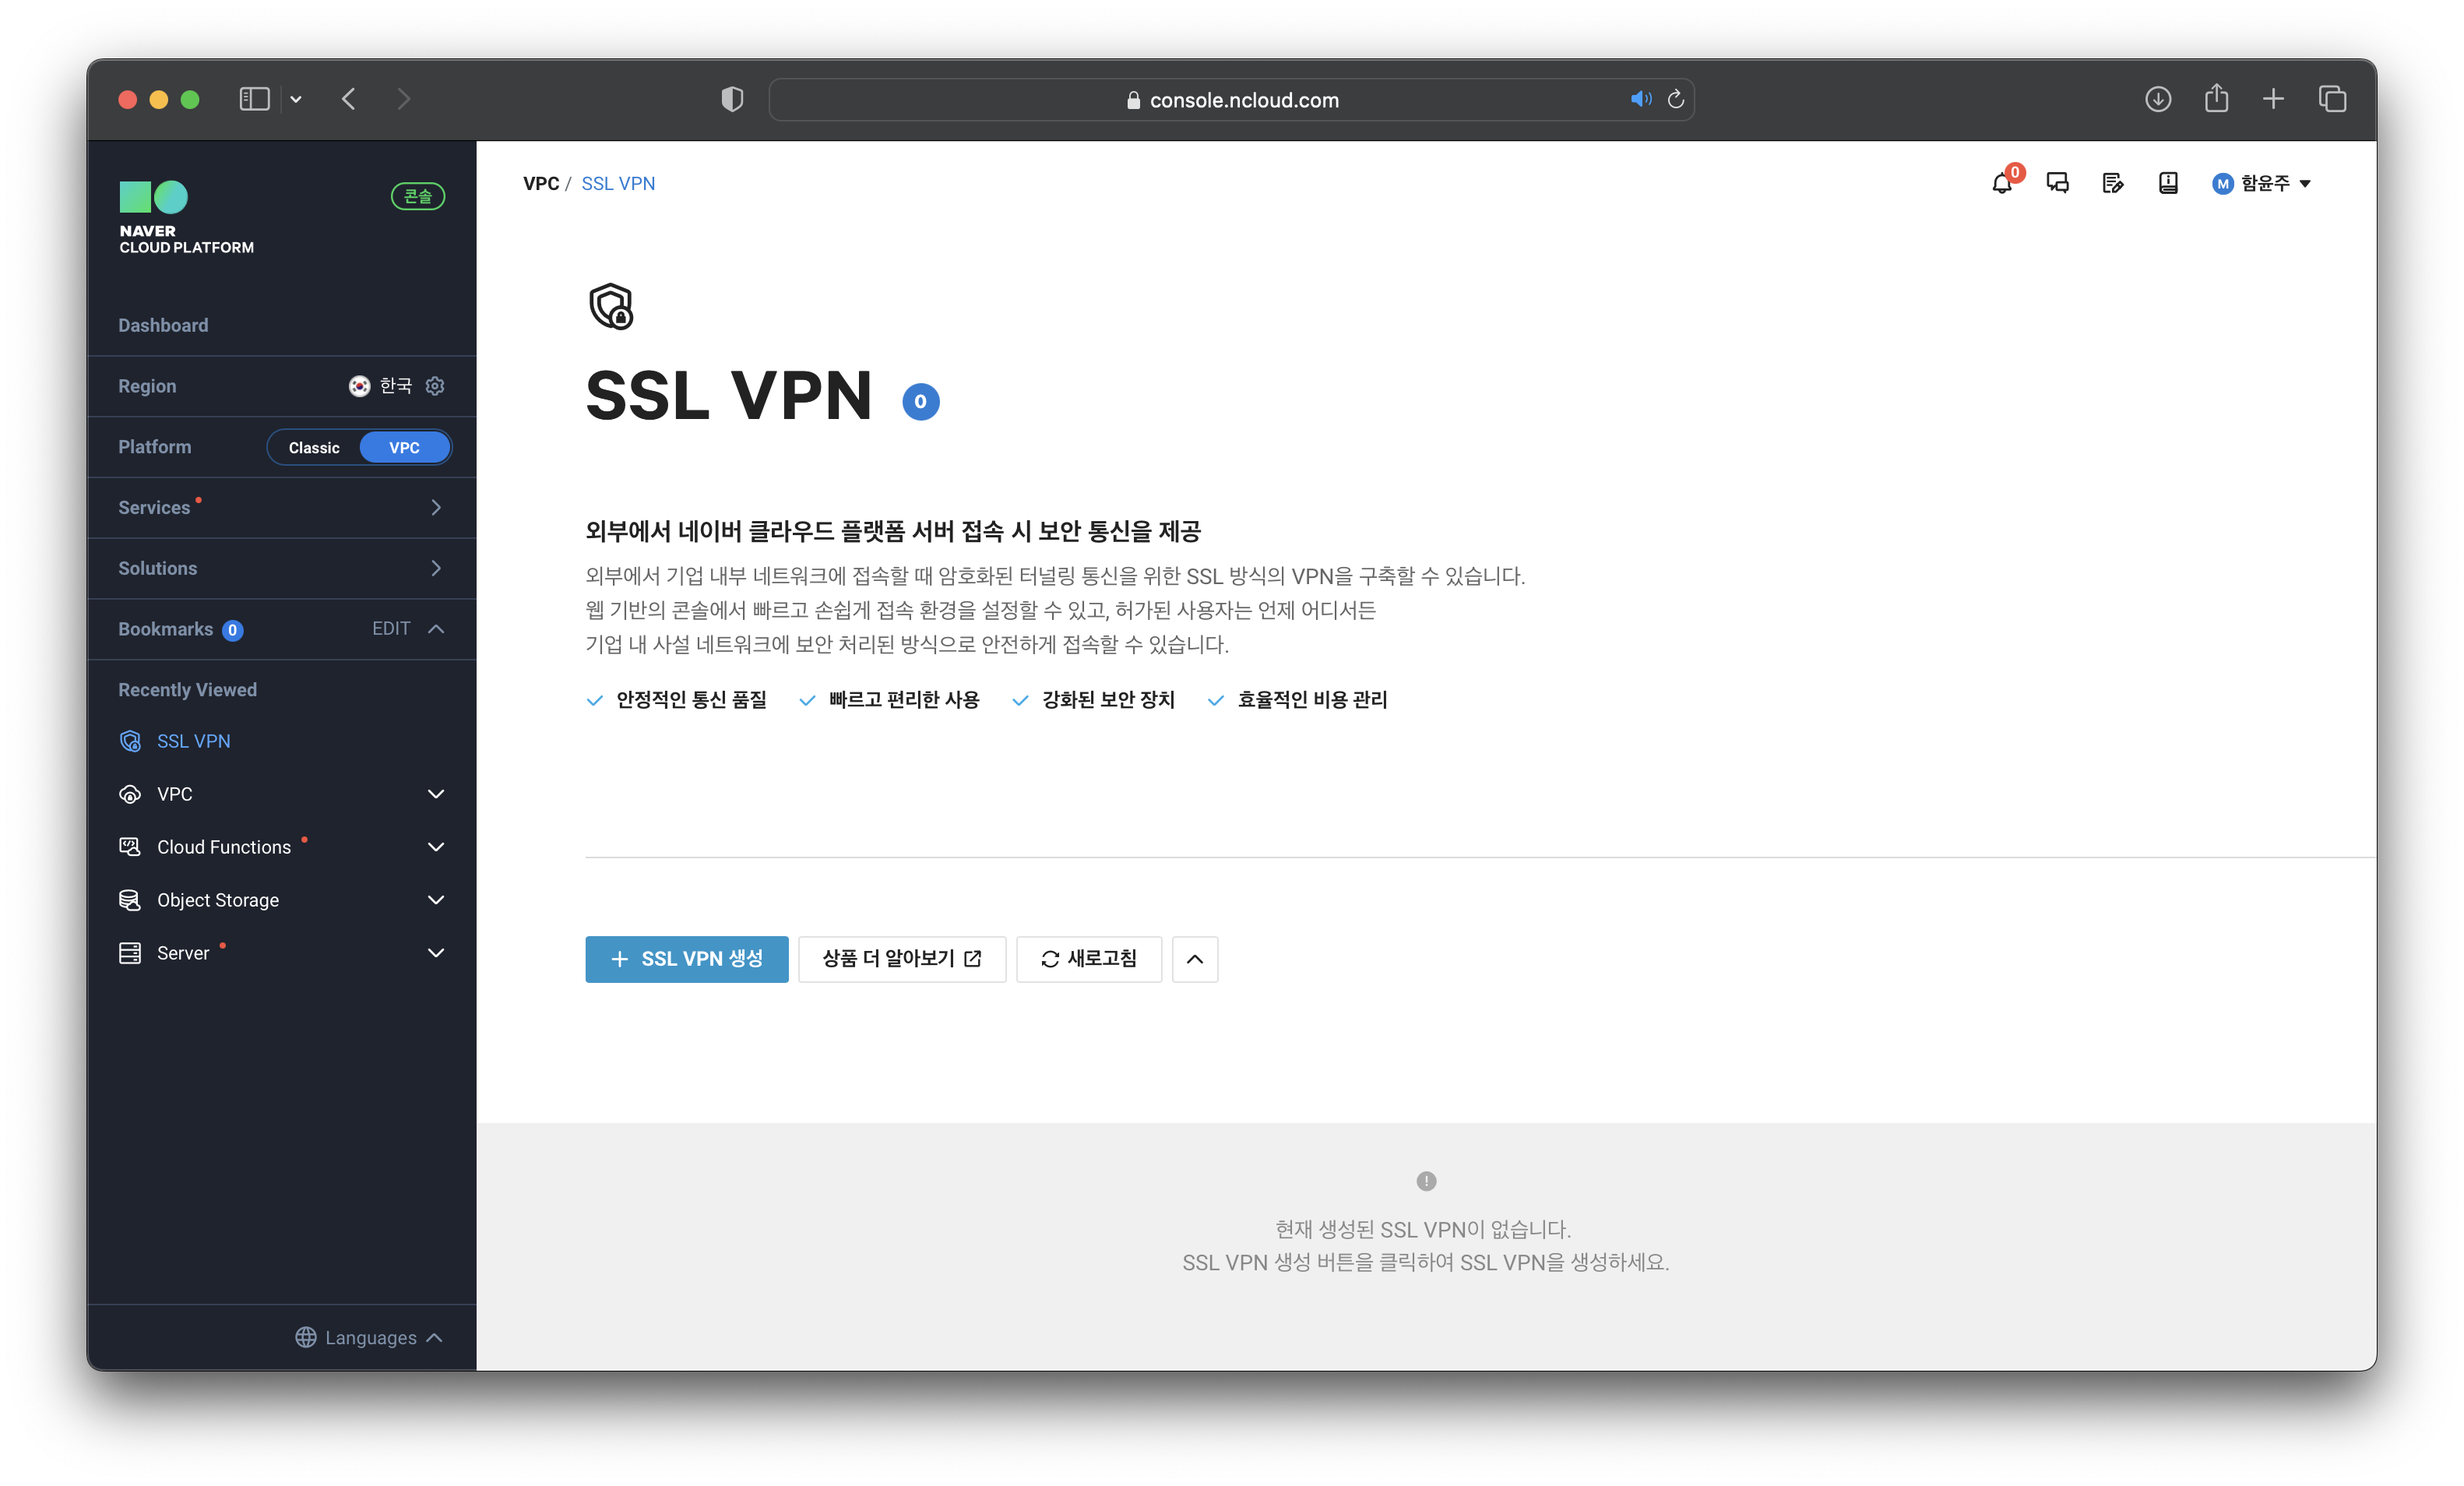 console.ncloud.com
콘솔
NAVER
CLOUD PLATFORM
Dashboard
Region 한국
Platform Classic VPC
Services
Solutions
Bookmarks 0 EDIT
Recently Viewed
SSL VPN
VPC
Cloud Functions
Object Storage
Server
Languages
VPC / SSL VPN
0 M 함윤주
SSL VPN 0
외부에서 네이버 클라우드 플랫폼 서버 접속 시 보안 통신을 제공
외부에서 기업 내부 네트워크에 접속할 때 암호화된 터널링 통신을 위한 SSL 방식의 VPN을 구축할 수 있습니다.
웹 기반의 콘솔에서 빠르고 손쉽게 접속 환경을 설정할 수 있고, 허가된 사용자는 언제 어디서든
기업 내 사설 네트워크에 보안 처리된 방식으로 안전하게 접속할 수 있습니다.
안정적인 통신 품질 빠르고 편리한 사용 강화된 보안 장치 효율적인 비용 관리
+ SSL VPN 생성 상품 더 알아보기 새로고침
현재 생성된 SSL VPN이 없습니다.
SSL VPN 생성 버튼을 클릭하여 SSL VPN을 생성하세요.